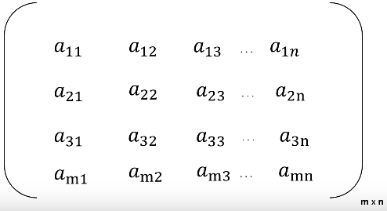 a₁₁ a₁₂ a₁₃ ... a₁ₙ
a₂₁ a₂₂ a₂₃ ... a₂ₙ
a₃₁ a₃₂ a₃₃ ... a₃ₙ
aₘ₁ aₘ₂ aₘ₃ ... aₘₙ
m x n